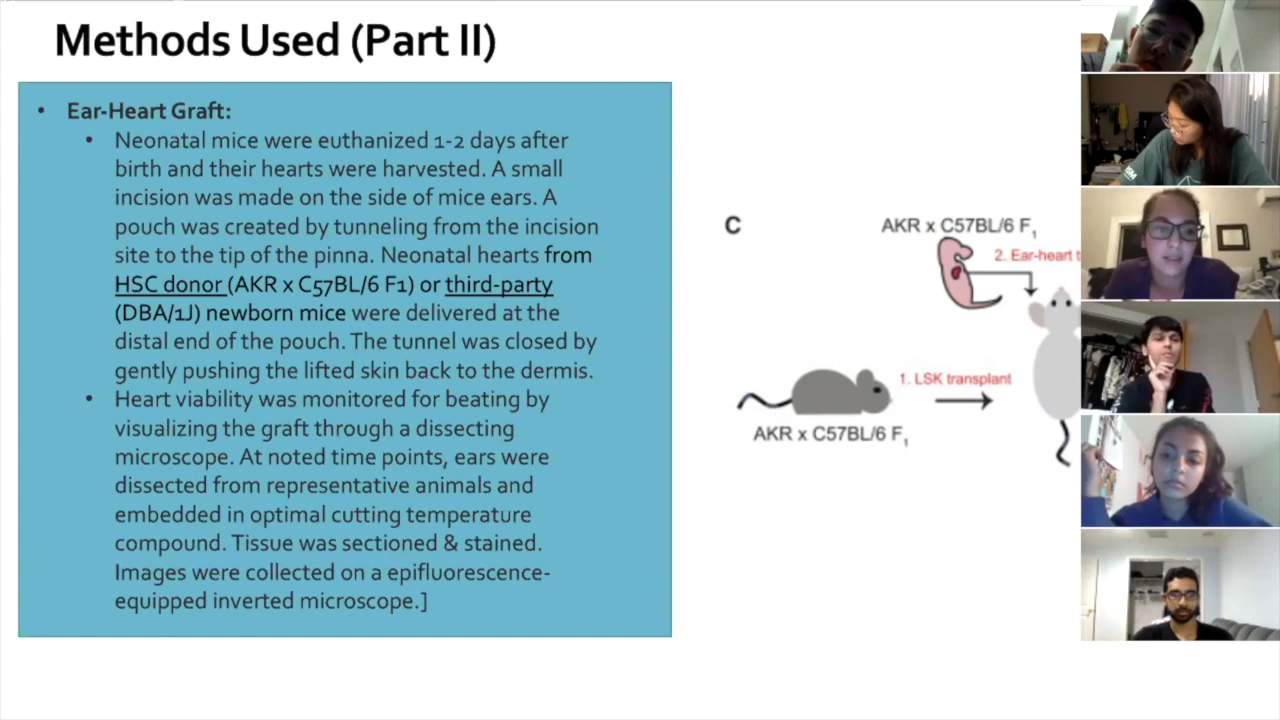 Methods Used (Part II)
• Ear-Heart Graft:
• Neonatal mice were euthanized 1-2 days after
birth and their hearts were harvested. A small
incision was made on the side of mice ears. A
pouch was created by tunneling from the incision
site to the tip of the pinna. Neonatal hearts from
HSC donor (AKR x C57BL/6 F1) or third-party
(DBA/1J) newborn mice were delivered at the
distal end of the pouch. The tunnel was closed by
gently pushing the lifted skin back to the dermis.
• Heart viability was monitored for beating by
visualizing the graft through a dissecting
microscope. At noted time points, ears were
dissected from representative animals and
embedded in optimal cutting temperature
compound. Tissue was sectioned & stained.
Images were collected on a epifluorescence-
equipped inverted microscope.]
C
AKR x C57BL/6 F1
2. Ear-heart t
1. LSK transplant
AKR x C57BL/6 F1